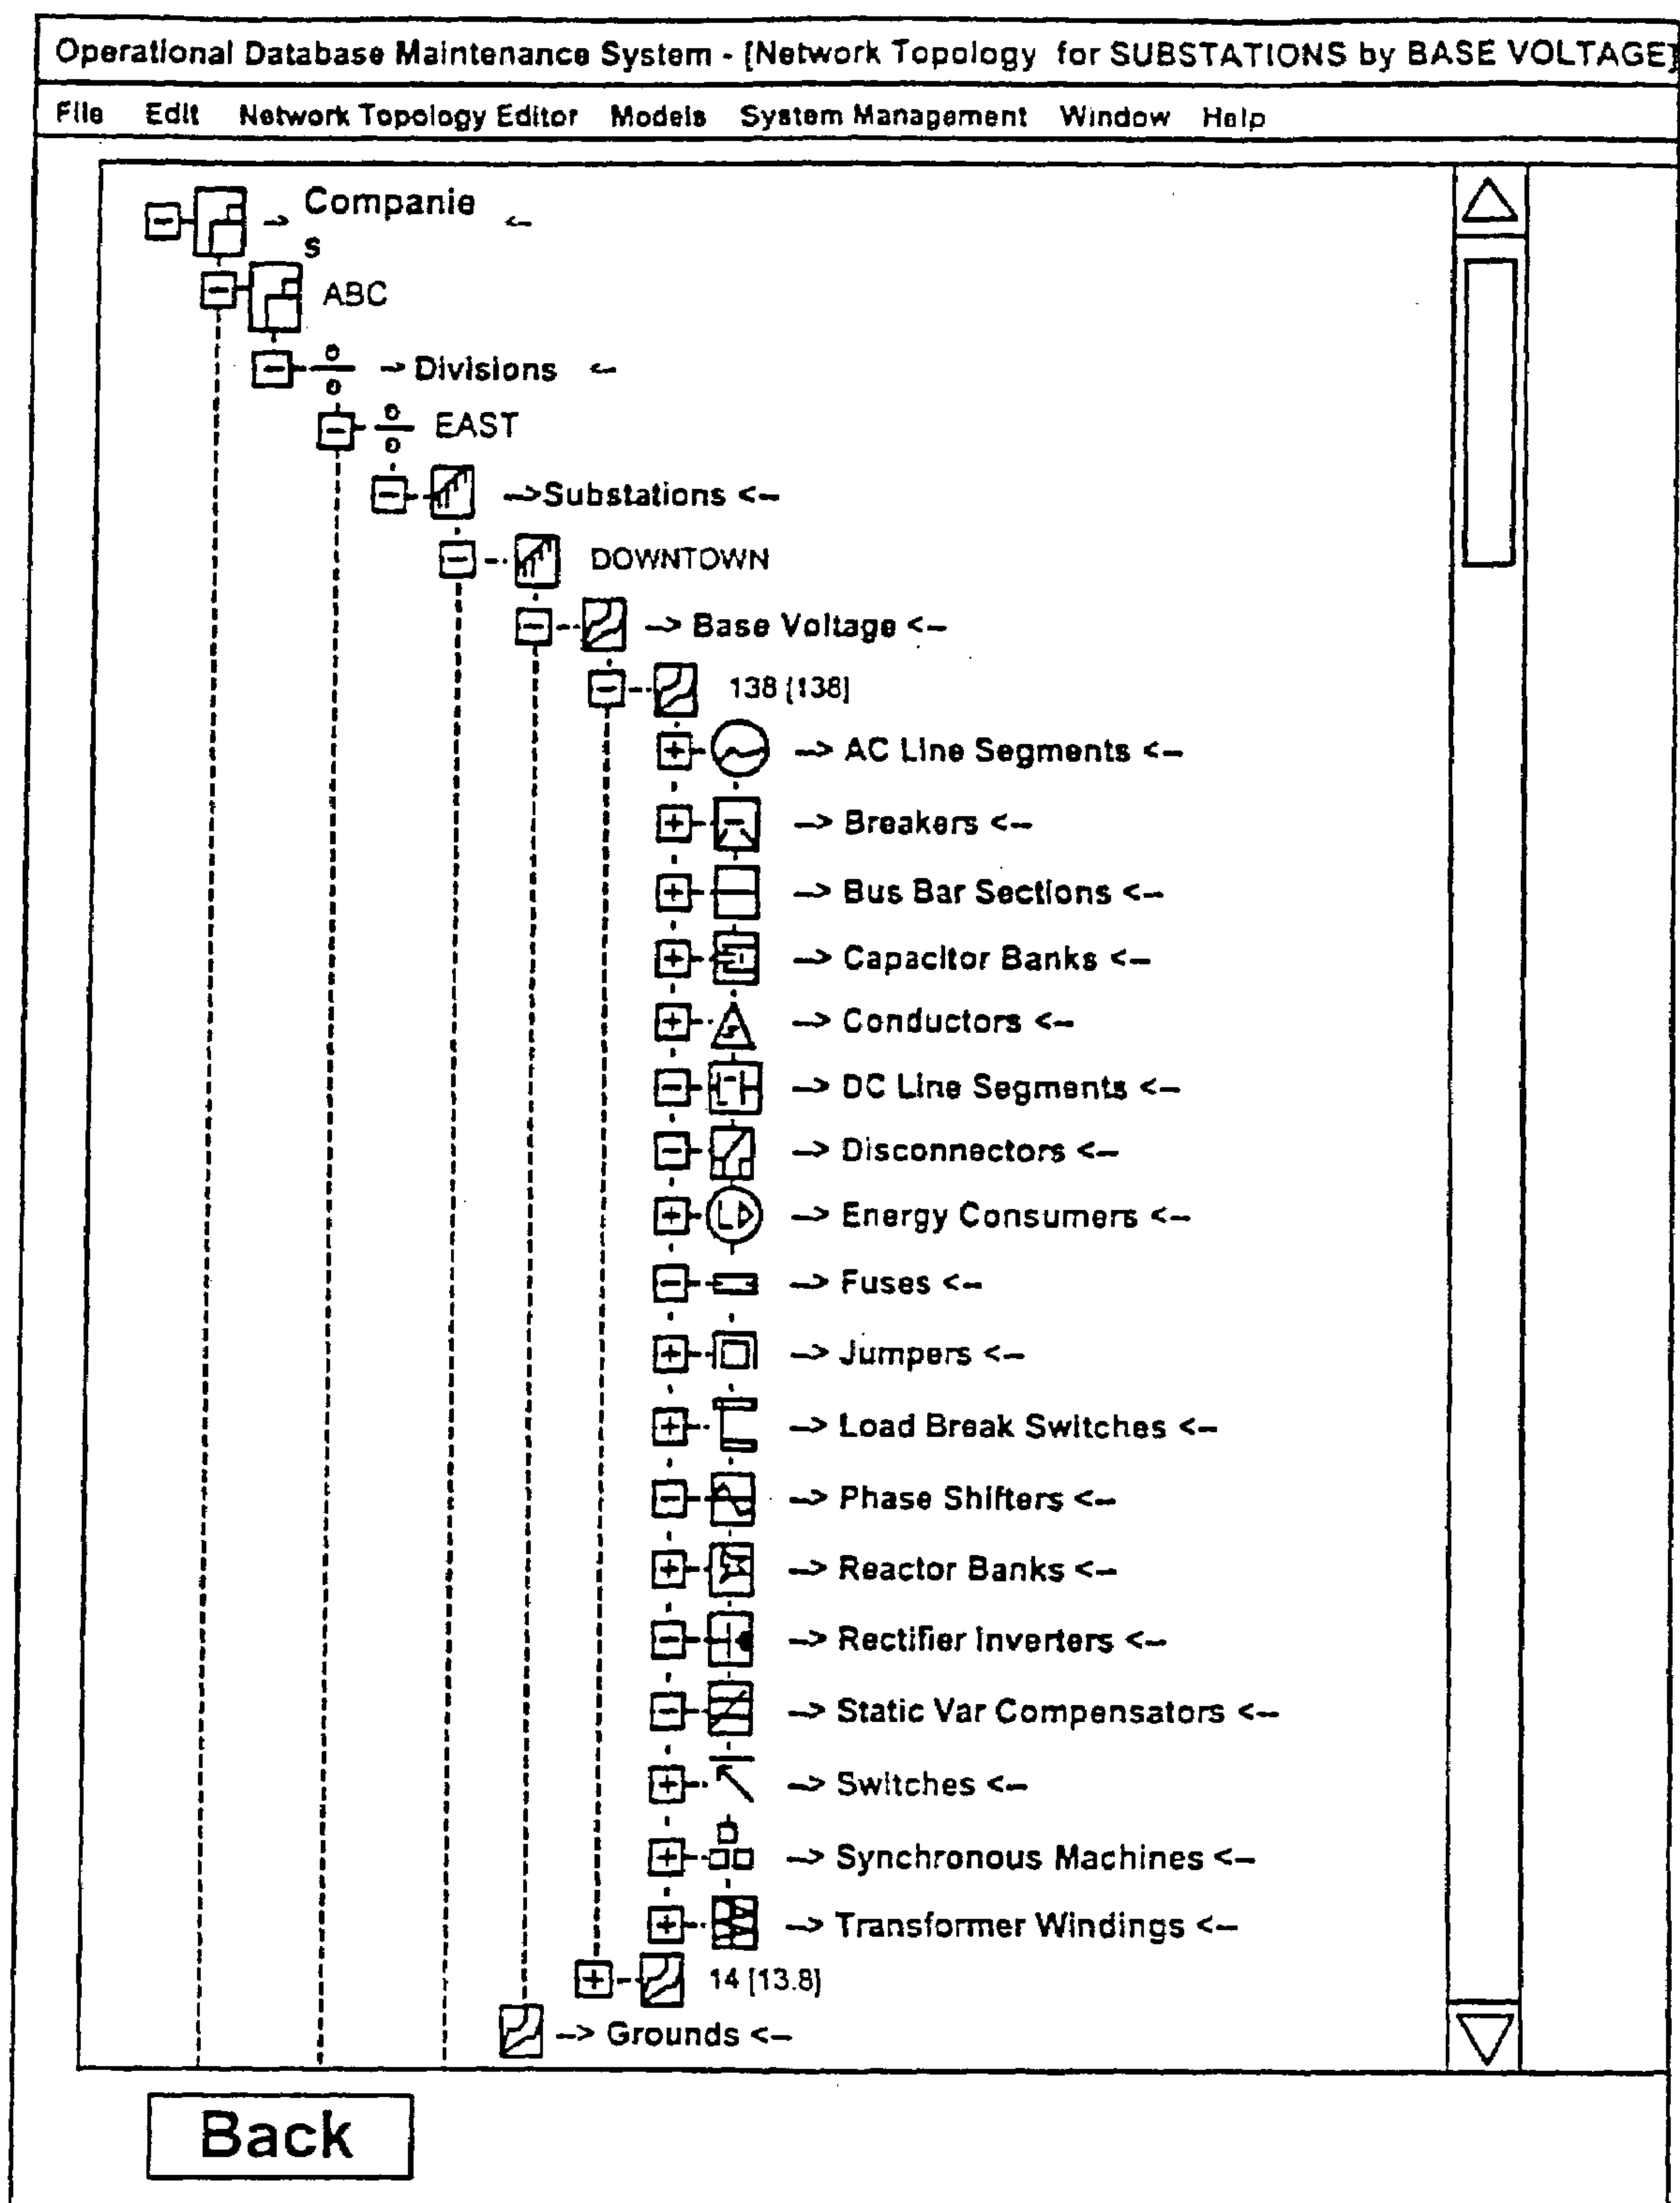 Operational Database Maintenance System - [Network Topology for SUBSTATIONS by BASE VOLTAGE]
File Edit Network Topology Editor Models System Management Window Help
-> Companie <-
s
ABC
-> Divisions <-
EAST
-->Substations <--
DOWNTOWN
--> Base Voltage <--
138 [138]
--> AC Line Segments <--
--> Breakers <--
--> Bus Bar Sections <--
--> Capacitor Banks <--
--> Conductors <--
--> DC Line Segments <--
--> Disconnectors <--
--> Energy Consumers <--
--> Fuses <--
--> Jumpers <--
--> Load Break Switches <--
--> Phase Shifters <--
--> Reactor Banks <--
--> Rectifier Inverters <--
--> Static Var Compensators <--
--> Switches <--
--> Synchronous Machines <--
--> Transformer Windings <--
14 [13.8]
--> Grounds <--
Back